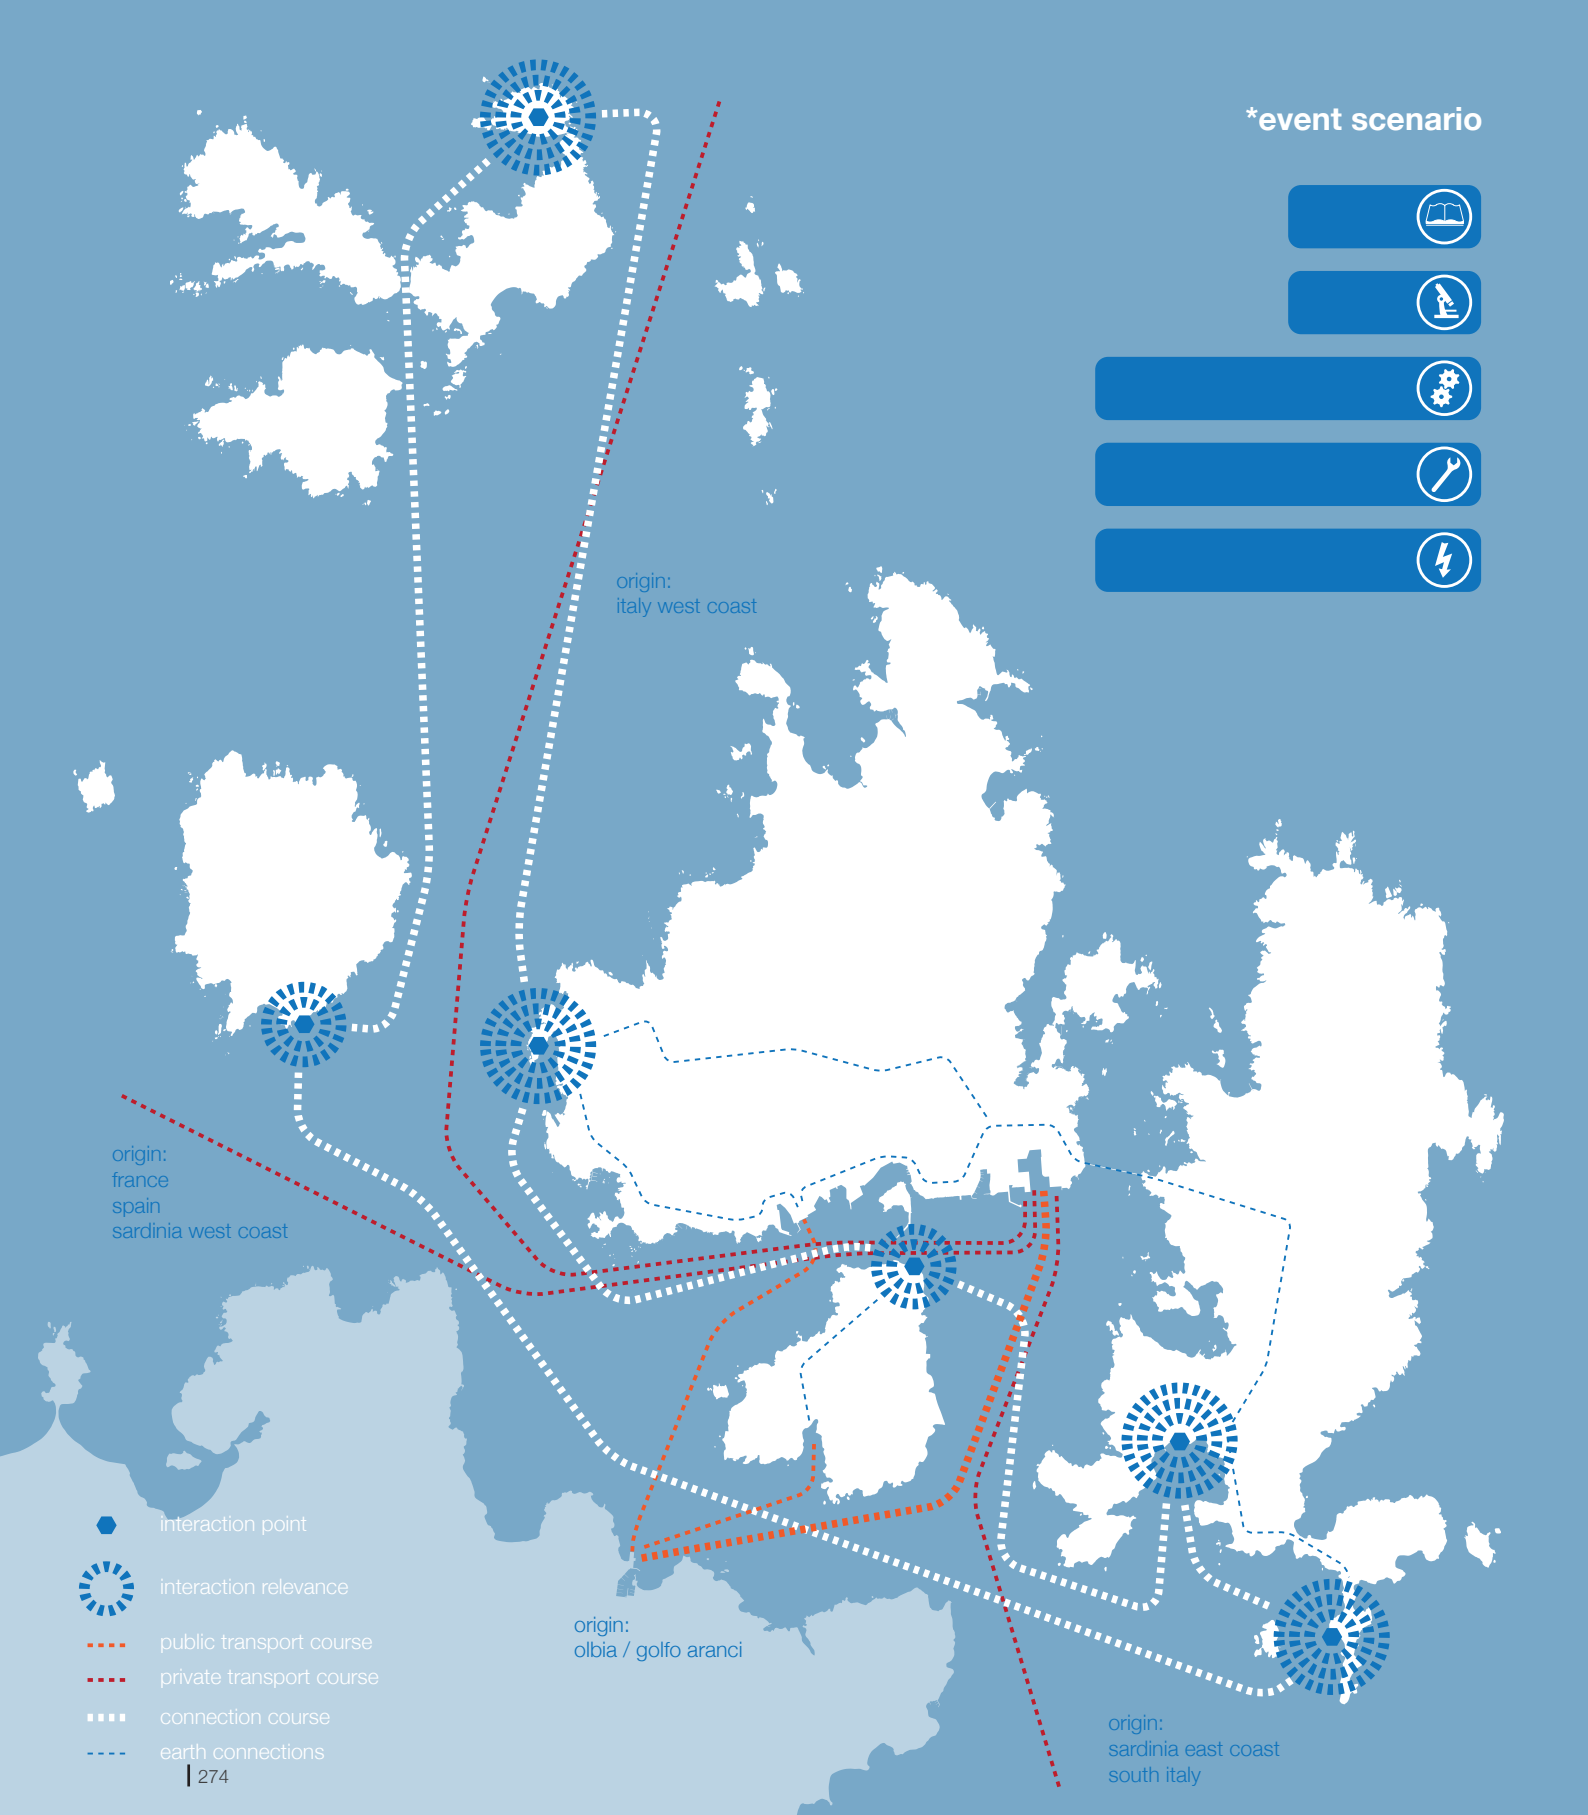 *event scenario
origin:
italy west coast
origin:
france
spain
sardinia west coast
interaction point
interaction relevance
public transport course
private transport course
connection course
earth connections
274
origin:
olbia / golfo aranci
origin:
sardinia east coast
south italy